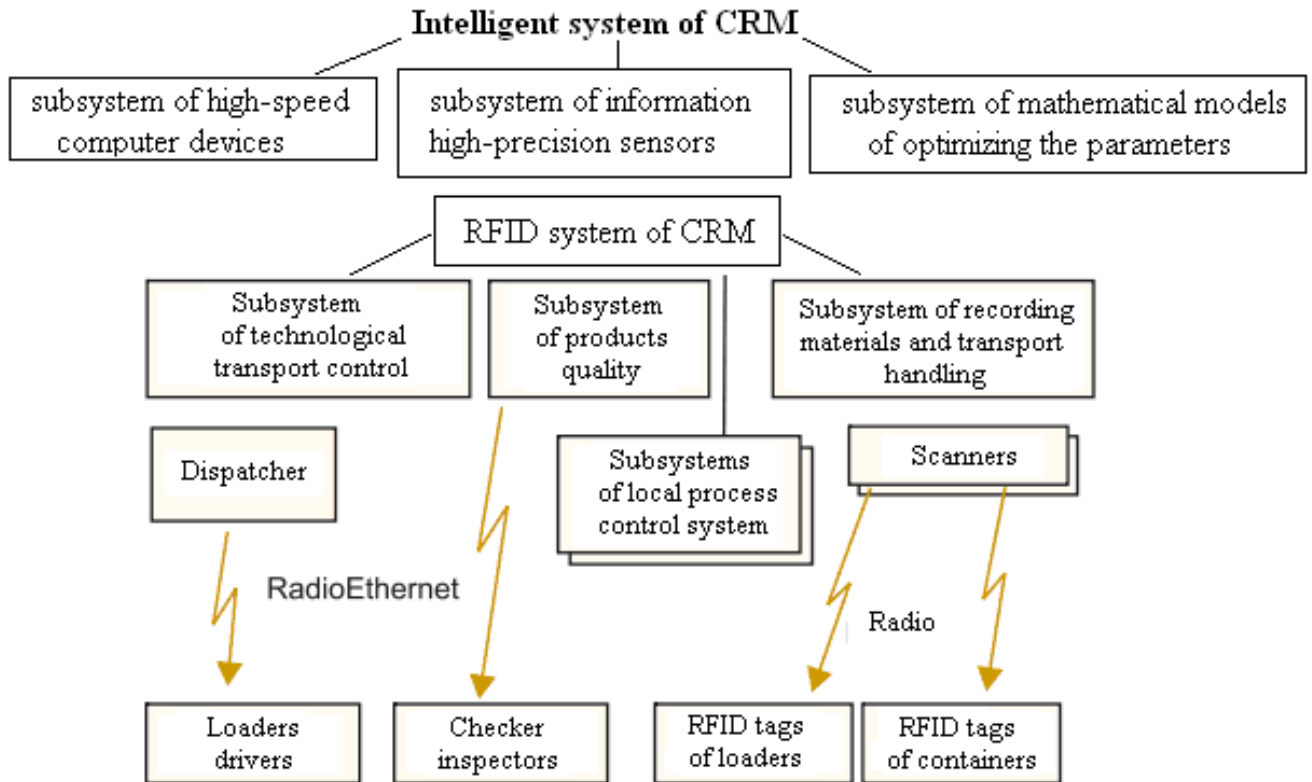 Intelligent system of CRM
subsystem of high-speed
computer devices
subsystem of information
high-precision sensors
subsystem of mathematical models
of optimizing the parameters
RFID system of CRM
Subsystem
of technological
transport control
Subsystem
of products
quality
Subsystem of recording
materials and transport
handling
Dispatcher
Subsystems
of local process
control system
Scanners
RadioEthernet
Radio
Loaders
drivers
Checker
inspectors
RFID tags
of loaders
RFID tags
of containers